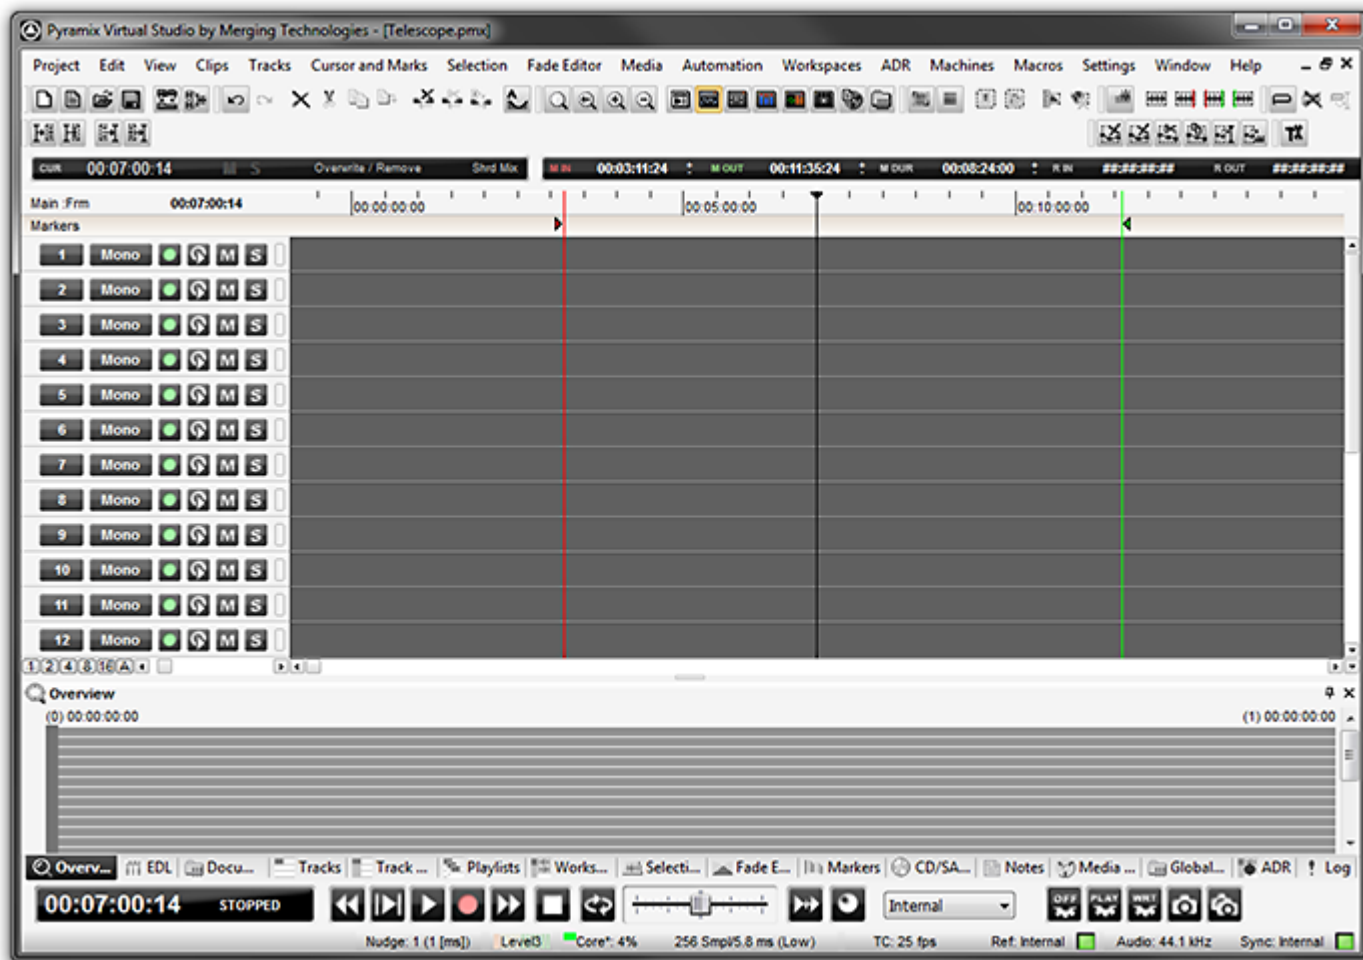 Pyramix Virtual Studio by Merging Technologies - [Telescope.pmx]
Project Edit View Clips Tracks Cursor and Marks Selection Fade Editor Media Automation Workspaces ADR Machines Macros Settings Window Help
CUR 00:07:00:14 M S Overwrite / Remove Shrd Mix M IN 00:03:11:24 M OUT 00:11:35:24 M DUR 00:08:24:00 R IN ##:##:##:## R OUT ##:##:##:##
Main :Frm 00:07:00:14 00:00:00:00 00:05:00:00 00:10:00:00
Markers
1 Mono M S
2 Mono M S
3 Mono M S
4 Mono M S
5 Mono M S
6 Mono M S
7 Mono M S
8 Mono M S
9 Mono M S
10 Mono M S
11 Mono M S
12 Mono M S
1 2 4 8 16 A
Overview
(0) 00:00:00:00 (1) 00:00:00:00
Overv... EDL Docu... Tracks Track ... Playlists Works... Selecti... Fade E... Markers CD/SA... Notes Media ... Global... ADR Log
00:07:00:14 STOPPED Internal OFF PLAY WRT
Nudge: 1 (1 [ms]) Level3 Core*: 4% 256 Smpl/5.8 ms (Low) TC: 25 fps Ref: Internal Audio: 44.1 kHz Sync: Internal